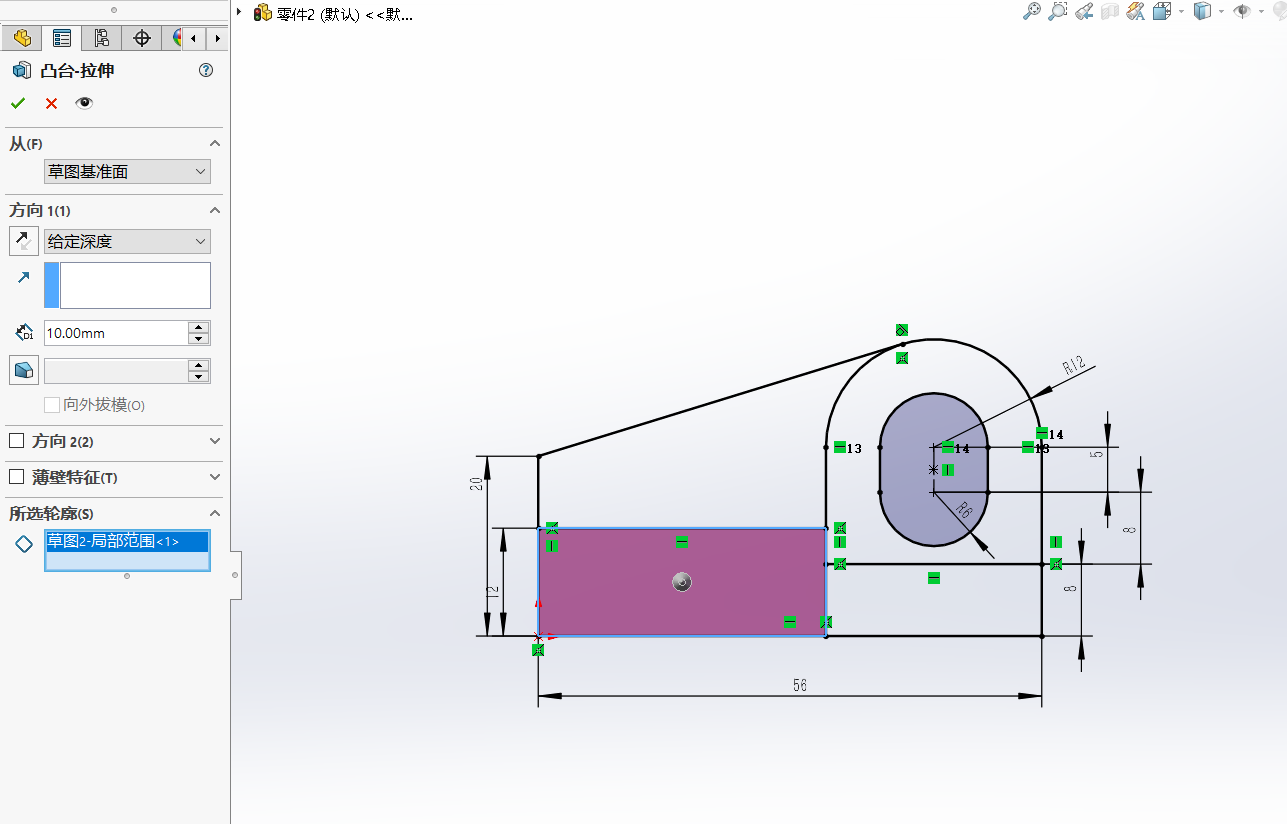 零件2 (默认) <<默...
凸台-拉伸
从(F)
草图基准面
方向 1(1)
给定深度
D1
10.00mm
向外拔模(O)
方向 2(2)
薄壁特征(T)
所选轮廓(S)
草图2-局部范围<1>
R12
14
13
14
13
5
20
R6
8
12
8
56